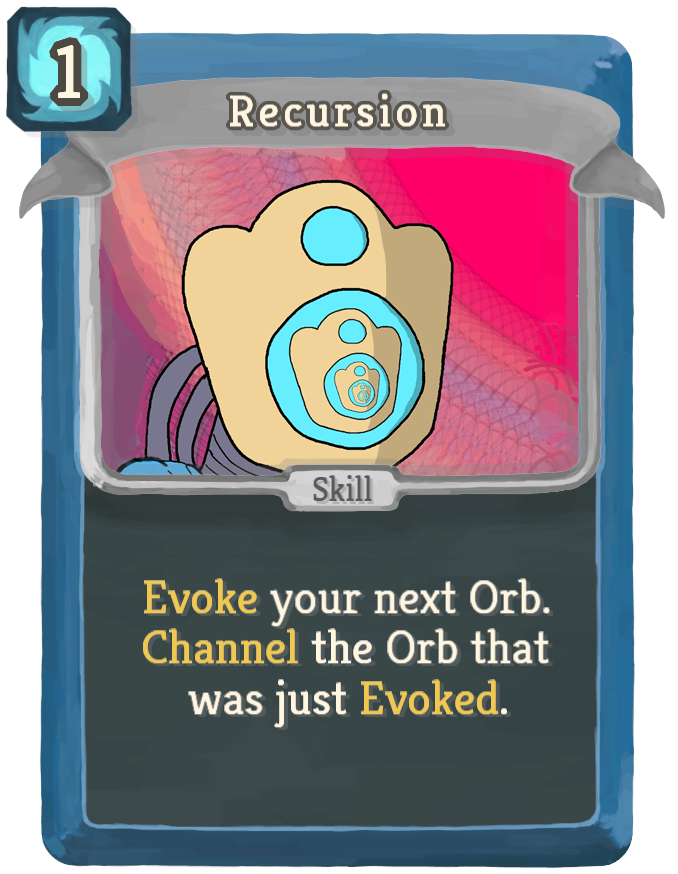 1
Recursion
Skill
Evoke your next Orb.
Channel the Orb that
was just Evoked.